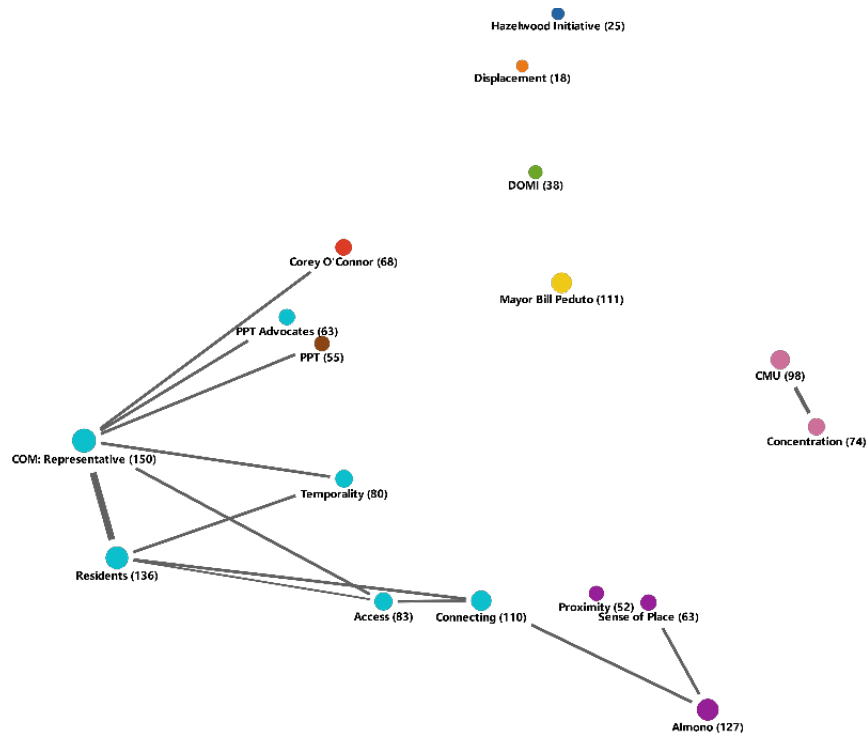 Hazelwood Initiative (25)
Displacement (18)
DOMI (38)
Corey O'Connor (68)
Mayor Bill Peduto (111)
PPT Advocates (63)
PPT (55)
CMU (98)
Concentration (74)
COM: Representative (150)
Temporality (80)
Residents (136)
Access (83)
Connecting (110)
Proximity (52)
Sense of Place (63)
Almono (127)